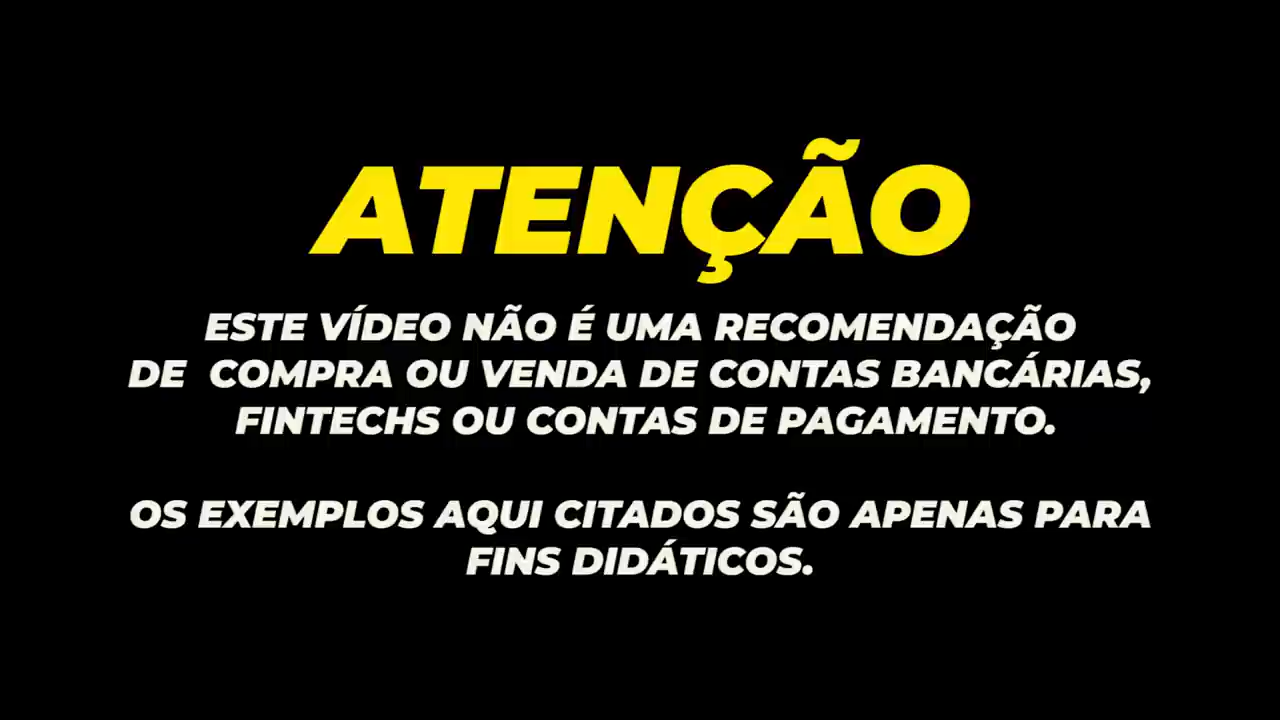 ATENÇÃO
ESTE VÍDEO NÃO É UMA RECOMENDAÇÃO
DE COMPRA OU VENDA DE CONTAS BANCÁRIAS,
FINTECHS OU CONTAS DE PAGAMENTO.
OS EXEMPLOS AQUI CITADOS SÃO APENAS PARA
FINS DIDÁTICOS.